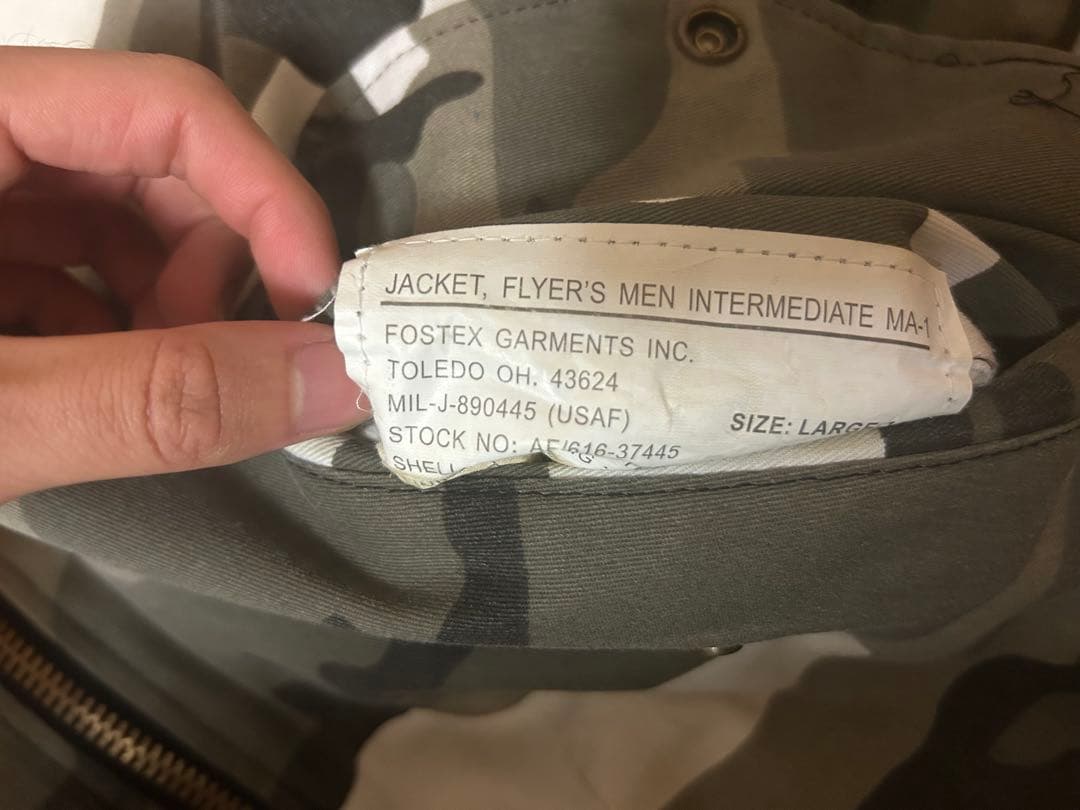 JACKET, FLYER'S MEN INTERMEDIATE MA-1
FOSTEX GARMENTS INC.
TOLEDO OH. 43624
MIL-J-890445 (USAF)
SIZE: LARGE
STOCK NO: AF/616-37445
SHELL